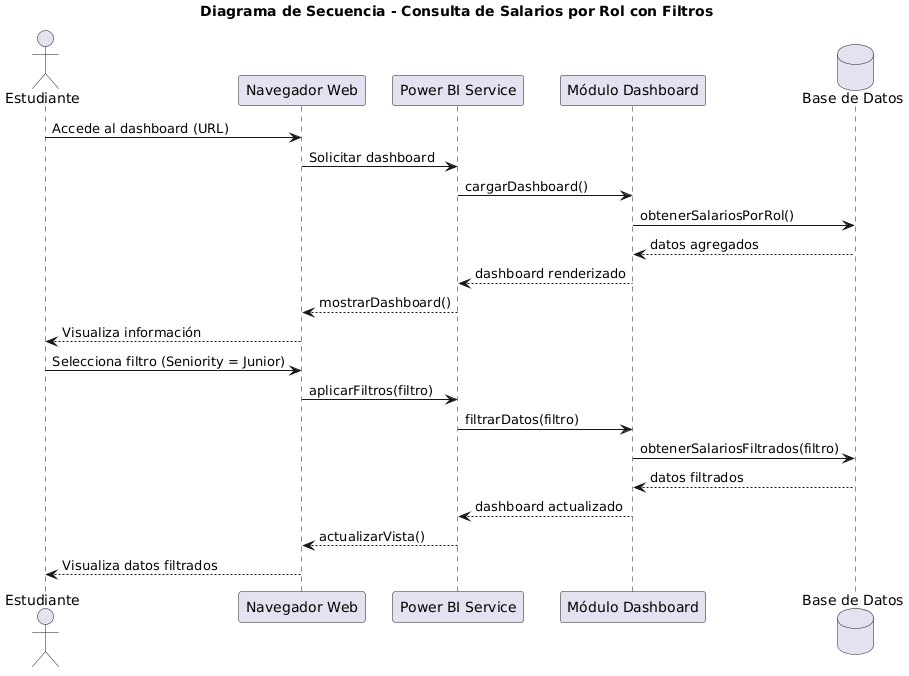 Diagrama de Secuencia - Consulta de Salarios por Rol con Filtros
Estudiante
Navegador Web
Power BI Service
Módulo Dashboard
Base de Datos
Accede al dashboard (URL)
Solicitar dashboard
cargarDashboard()
obtenerSalariosPorRol()
datos agregados
dashboard renderizado
mostrarDashboard()
Visualiza información
Selecciona filtro (Seniority = Junior)
aplicarFiltros(filtro)
filtrarDatos(filtro)
obtenerSalariosFiltrados(filtro)
datos filtrados
dashboard actualizado
actualizarVista()
Visualiza datos filtrados
Estudiante
Navegador Web
Power BI Service
Módulo Dashboard
Base de Datos